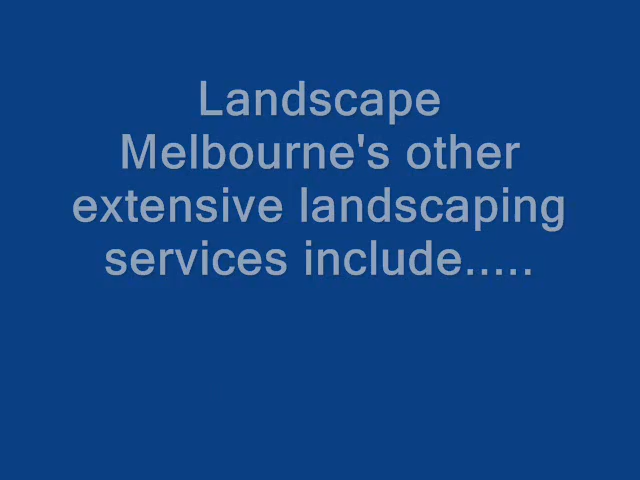 Landscape
Melbourne's other
extensive landscaping
services include.....